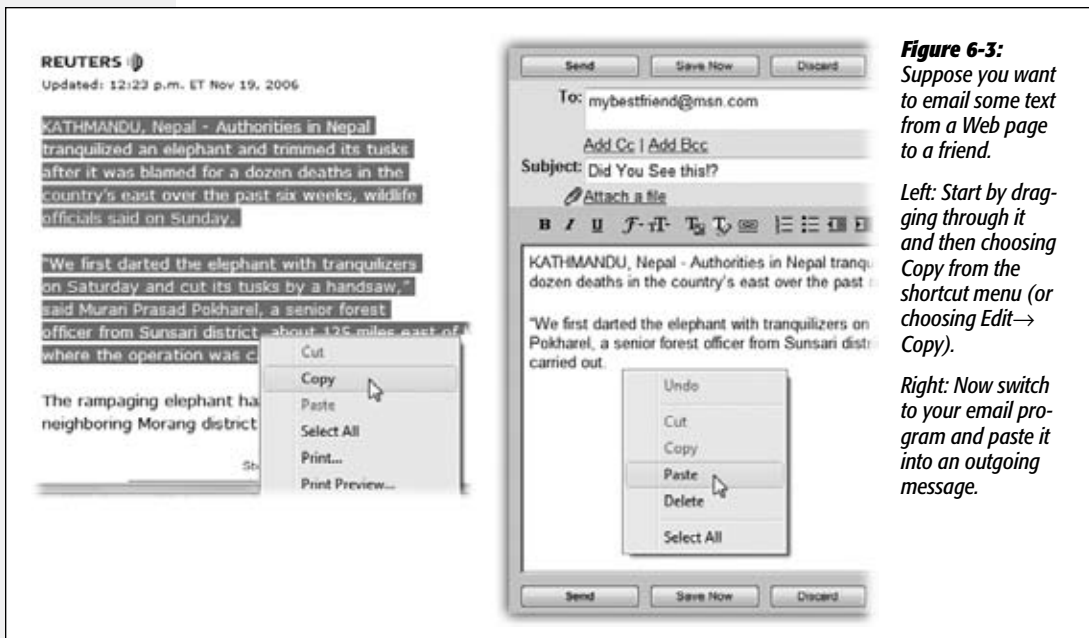 REUTERS
Updated: 12:23 p.m. ET Nov 19, 2006
KATHMANDU, Nepal - Authorities in Nepal
tranquilized an elephant and trimmed its tusks
after it was blamed for a dozen deaths in the
country's east over the past six weeks, wildlife
officials said on Sunday.
"We first darted the elephant with tranquilizers
on Saturday and cut its tusks by a handsaw,"
said Murari Prasad Pokharel, a senior forest
officer from Sunsari district, about 125 miles east of
where the operation was
The rampaging elephant
neighboring Morang district
Cut
Copy
Paste
Select All
Print...
Print Preview...
Send Save Now Discard
To: mybestfriend@msn.com
Add Cc | Add Bcc
Subject: Did You See this!?
Attach a file
B I U
KATHMANDU, Nepal - Authorities in Nepal
dozen deaths in the country's east over the past
"We first darted the elephant with tranquilizers on
Pokharel, a senior forest officer from Sunsari
carried out.
Undo
Cut
Copy
Paste
Delete
Select All
Send Save Now Discard
Figure 6-3:
Suppose you want
to email some text
from a Web page
to a friend.
Left: Start by drag-
ging through it
and then choosing
Copy from the
shortcut menu (or
choosing Edit→
Copy).
Right: Now switch
to your email pro-
gram and paste it
into an outgoing
message.